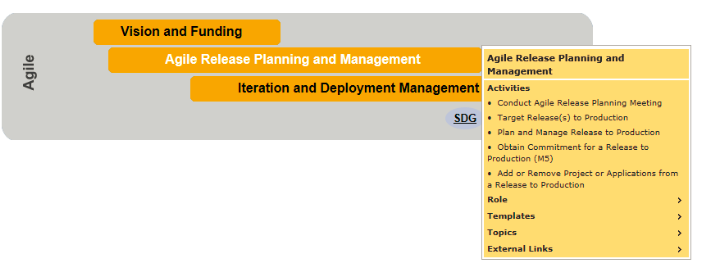 Agile
Vision and Funding
Agile Release Planning and Management
Iteration and Deployment Management
SDG
Agile Release Planning and
Management
Activities
• Conduct Agile Release Planning Meeting
• Target Release(s) to Production
• Plan and Manage Release to Production
• Obtain Commitment for a Release to
Production (M5)
• Add or Remove Project or Applications from
a Release to Production
Role >
Templates >
Topics >
External Links >